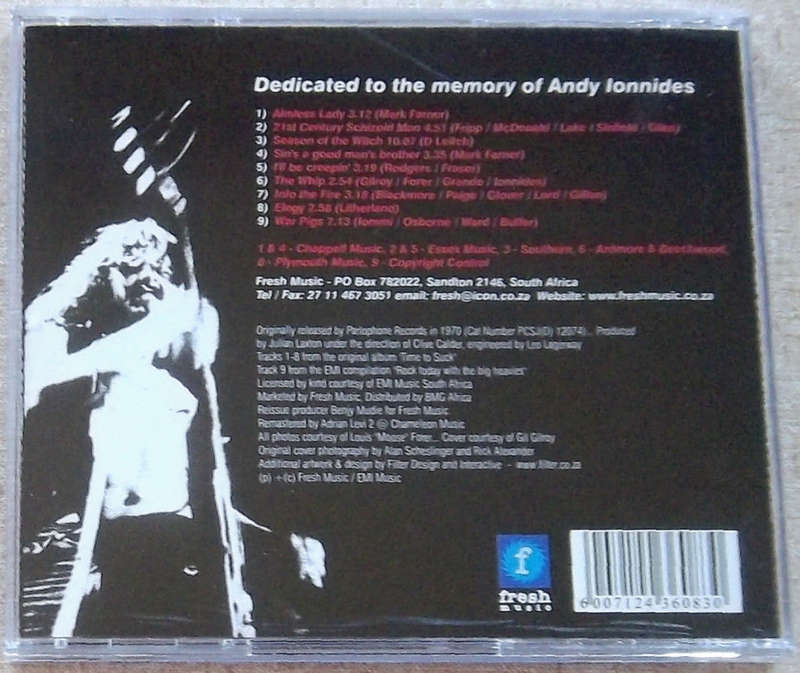 Dedicated to the memory of Andy Ionnides
1) Aimless Lady 3.12 (Mark Farner)
2) 21st Century Schizoid Man 4.51 (Fripp / McDonald / Lake / Sinfield / Giles)
3) Season of the Witch 10.07 (D Leitch)
4) Sin's a good man's brother 3.35 (Mark Farner)
5) I'll be creepin' 3.19 (Rodgers / Fraser)
6) The Whip 2.54 (Gilroy / Forer / Grande / Ionnides)
7) Into the Fire 3.18 (Blackmore / Paige / Glover / Lord / Gillan)
8) Elegy 2.58 (Litherland)
9) War Pigs 7.13 (Iommi / Osborne / Ward / Butler)
1 & 4 - Chappell Music, 2 & 5 - Essex Music, 3 - Southern, 6 - Ardmore & Beechwood,
8 - Plymouth Music, 9 - Copyright Control
Fresh Music - PO Box 782022, Sandton 2146, South Africa
Tel / Fax: 27 11 467 3051 email: fresh@icon.co.za Website: www.freshmusic.co.za
Originally released by Parlophone Records in 1970 (Cat Number PCSJ(D) 12074)... Produced
by Julian Laxton under the direction of Clive Calder, engineered by Leo Lagerway
Tracks 1-8 from the original album 'Time to Suck'
Track 9 from the EMI compilation "Rock today with the big heavies"
Licensed by kind courtesy of EMI Music South Africa
Marketed by Fresh Music, Distributed by BMG Africa
Reissue producer Benjy Mudie for Fresh Music
Remastered by Adrian Levi 2 @ Chameleon Music
All photos courtesy of Louis "Moose" Forer... Cover courtesy of Gil Gilroy
Original cover photography by Alan Scheslinger and Rick Alexander
Additional artwork & design by Filter Design and Interactive - www.filter.co.za
(p) +(c) Fresh Music / EMI Music
f
fresh
music
6007124 360830